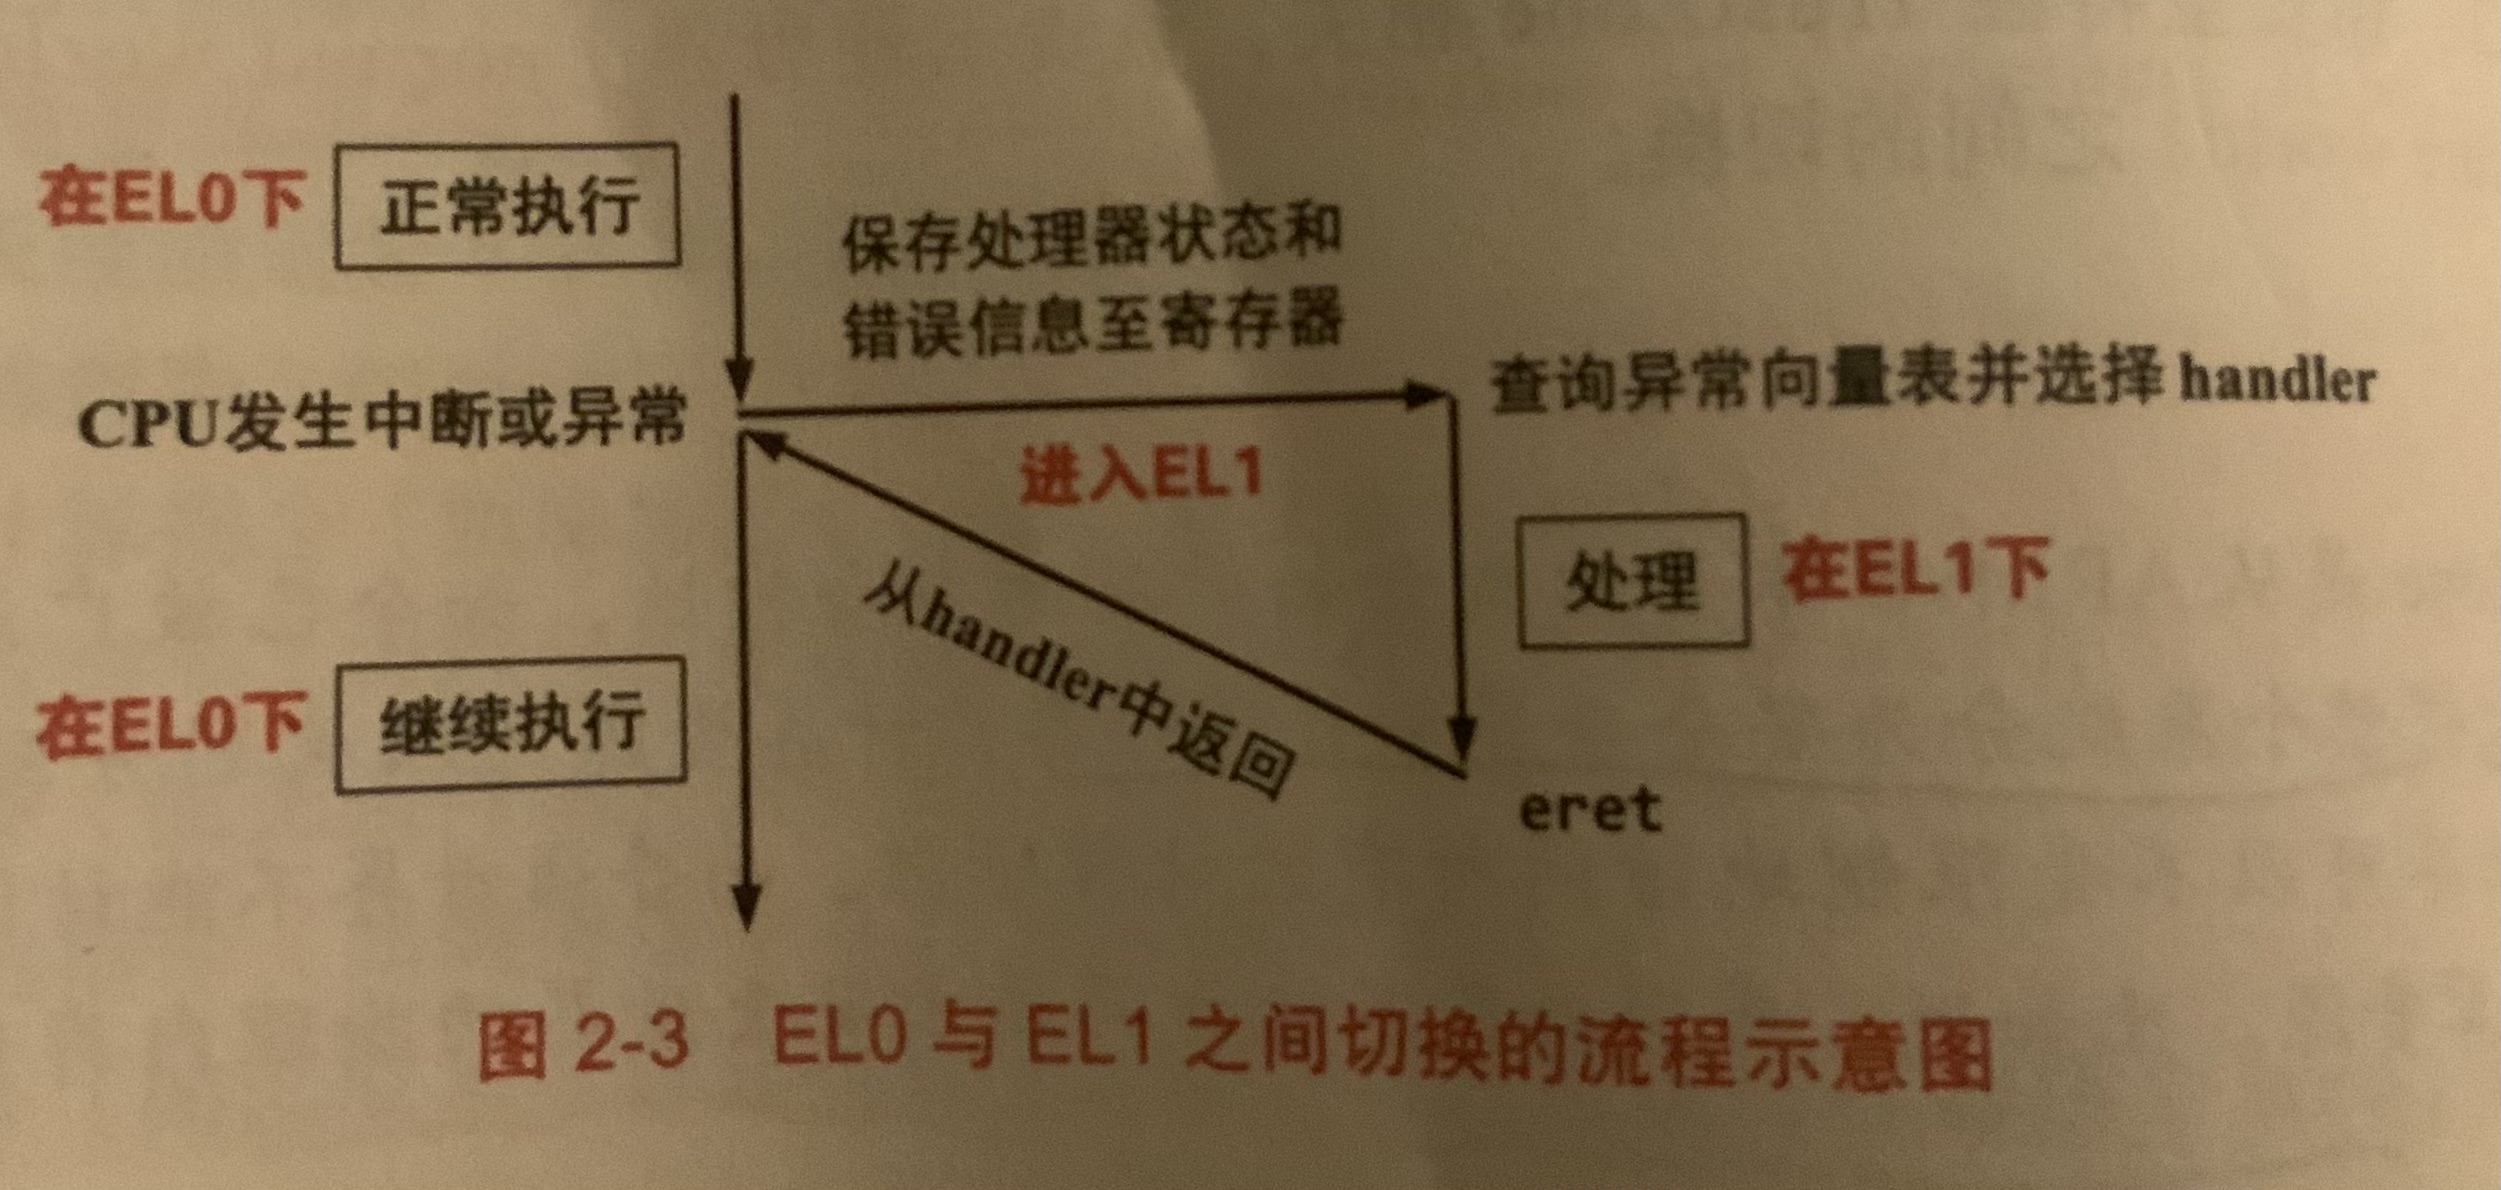 在EL0下 正常执行
保存处理器状态和
错误信息至寄存器
CPU发生中断或异常
查询异常向量表并选择 handler
进入EL1
处理 在EL1下
从handler中返回
在EL0下 继续执行
eret
图 2-3 EL0 与 EL1 之间切换的流程示意图